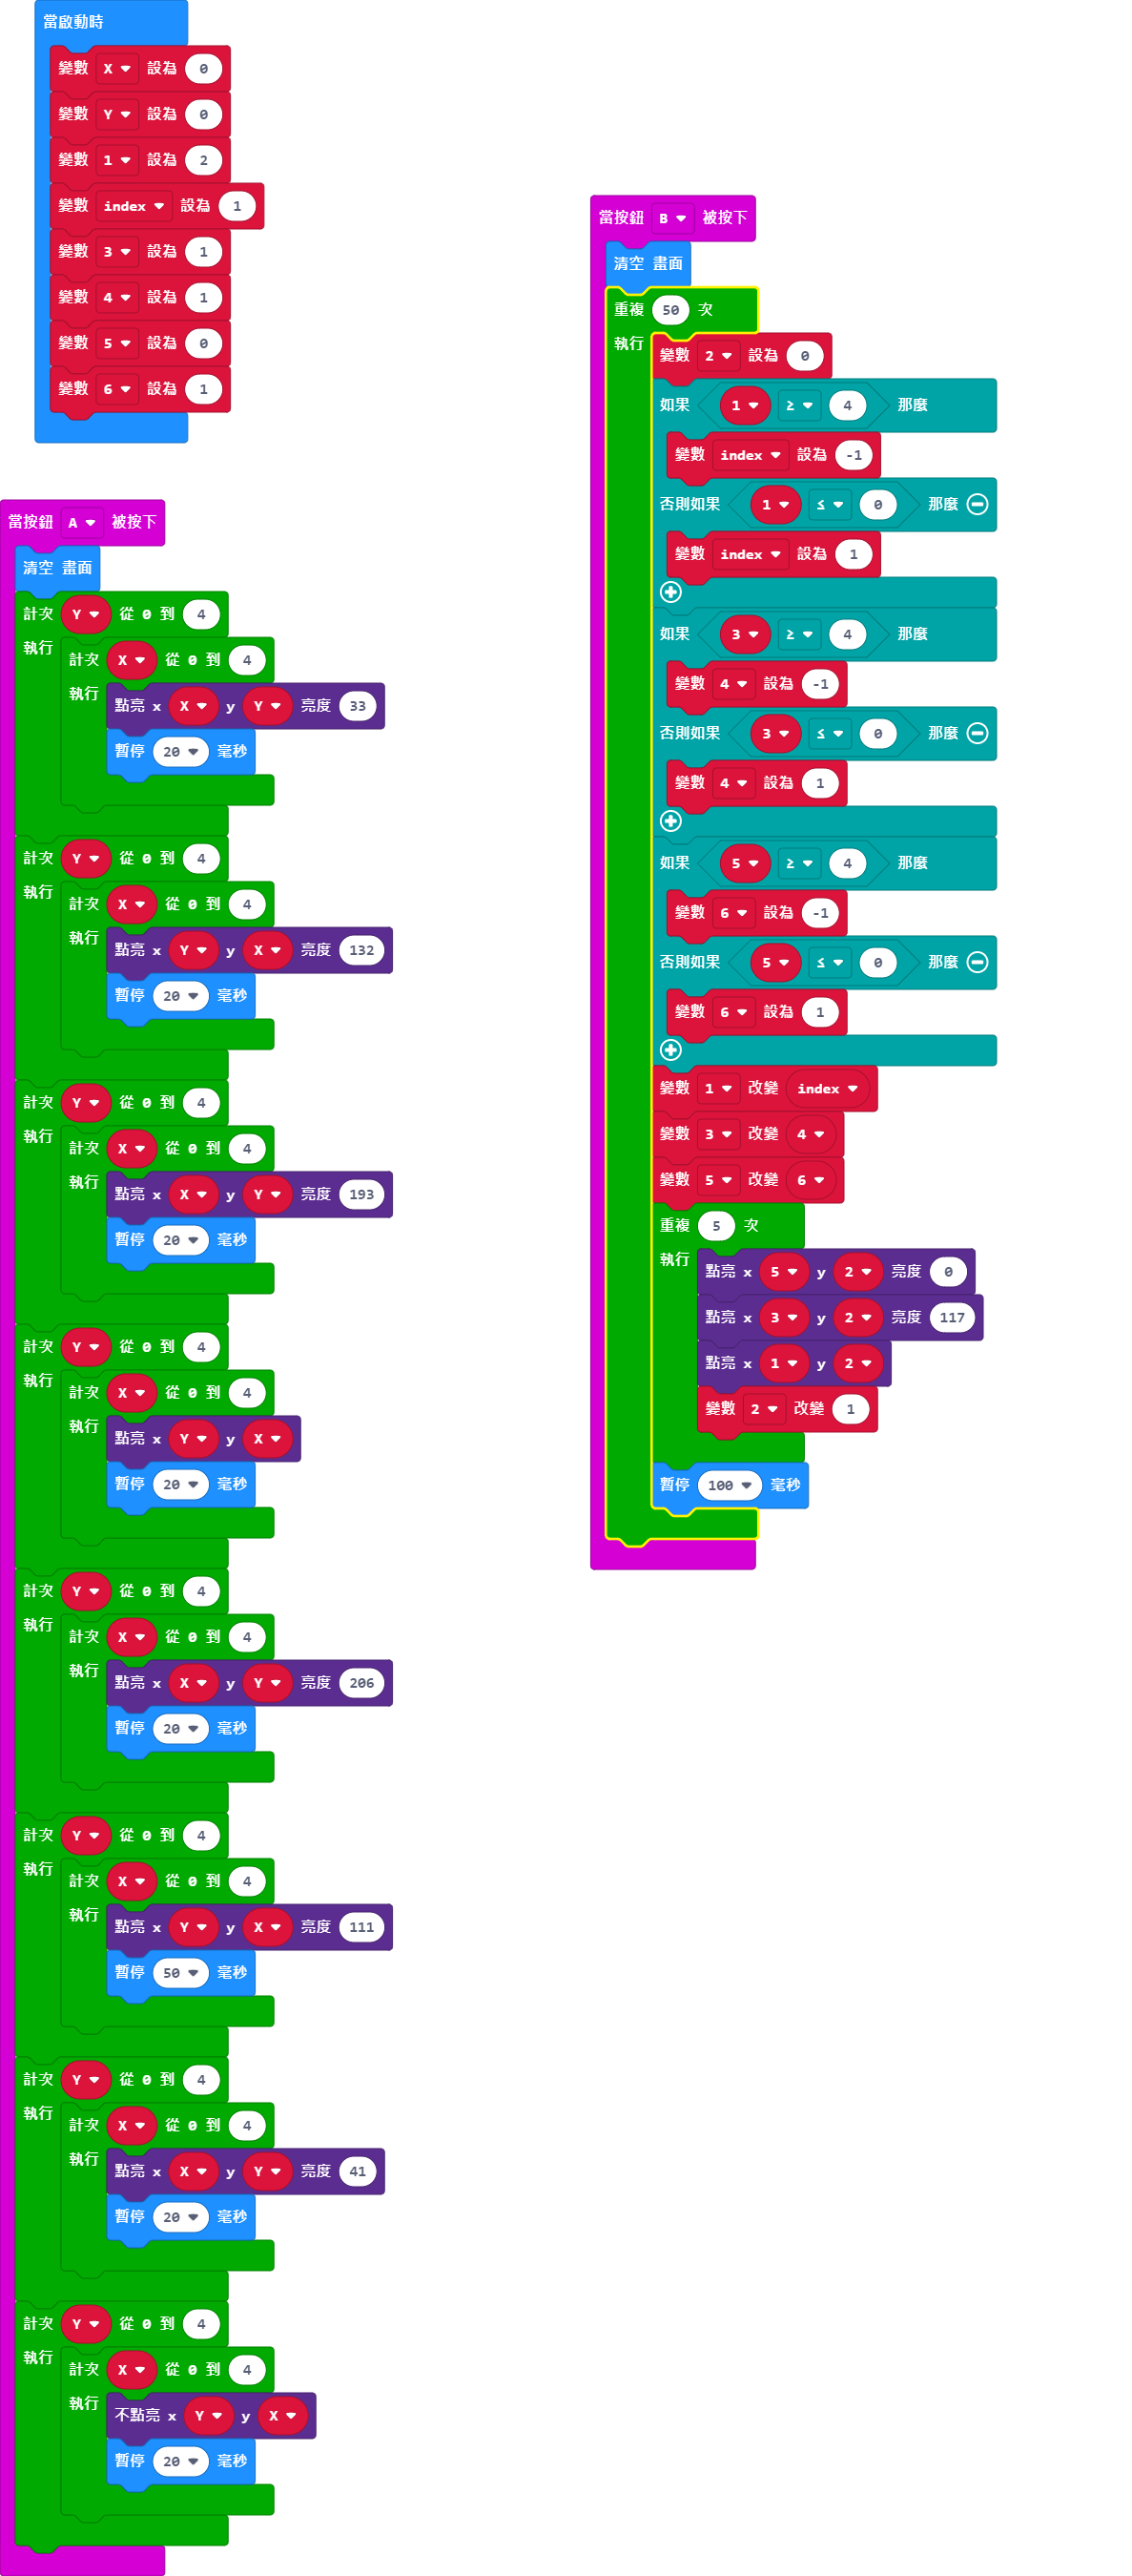 當啟動時
變數 X 設為 0
變數 Y 設為 0
變數 1 設為 2
變數 index 設為 1
變數 3 設為 1
變數 4 設為 1
變數 5 設為 0
變數 6 設為 1
當按鈕 A 被按下
清空 畫面
計次 Y 從 0 到 4
執行
計次 X 從 0 到 4
執行
點亮 x X y Y 亮度 33
暫停 20 毫秒
計次 Y 從 0 到 4
執行
計次 X 從 0 到 4
執行
點亮 x Y y X 亮度 132
暫停 20 毫秒
計次 Y 從 0 到 4
執行
計次 X 從 0 到 4
執行
點亮 x X y Y 亮度 193
暫停 20 毫秒
計次 Y 從 0 到 4
執行
計次 X 從 0 到 4
執行
點亮 x Y y X
暫停 20 毫秒
計次 Y 從 0 到 4
執行
計次 X 從 0 到 4
執行
點亮 x X y Y 亮度 206
暫停 20 毫秒
計次 Y 從 0 到 4
執行
計次 X 從 0 到 4
執行
點亮 x Y y X 亮度 111
暫停 50 毫秒
計次 Y 從 0 到 4
執行
計次 X 從 0 到 4
執行
點亮 x X y Y 亮度 41
暫停 20 毫秒
計次 Y 從 0 到 4
執行
計次 X 從 0 到 4
執行
不點亮 x Y y X
暫停 20 毫秒
當按鈕 B 被按下
清空 畫面
重複 50 次
執行
變數 2 設為 0
如果 1 ≥ 4 那麼
變數 index 設為 -1
否則如果 1 ≤ 0 那麼
變數 index 設為 1
如果 3 ≥ 4 那麼
變數 4 設為 -1
否則如果 3 ≤ 0 那麼
變數 4 設為 1
如果 5 ≥ 4 那麼
變數 6 設為 -1
否則如果 5 ≤ 0 那麼
變數 6 設為 1
變數 1 改變 index
變數 3 改變 4
變數 5 改變 6
重複 5 次
執行
點亮 x 5 y 2 亮度 0
點亮 x 3 y 2 亮度 117
點亮 x 1 y 2
變數 2 改變 1
暫停 100 毫秒